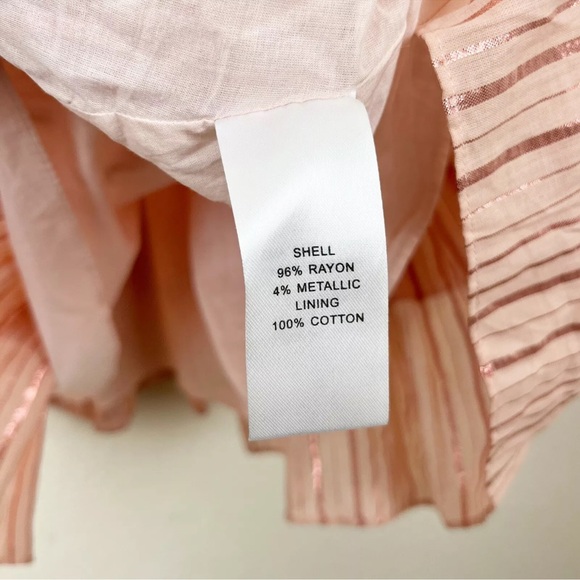 SHELL
96% RAYON
4% METALLIC
LINING
100% COTTON